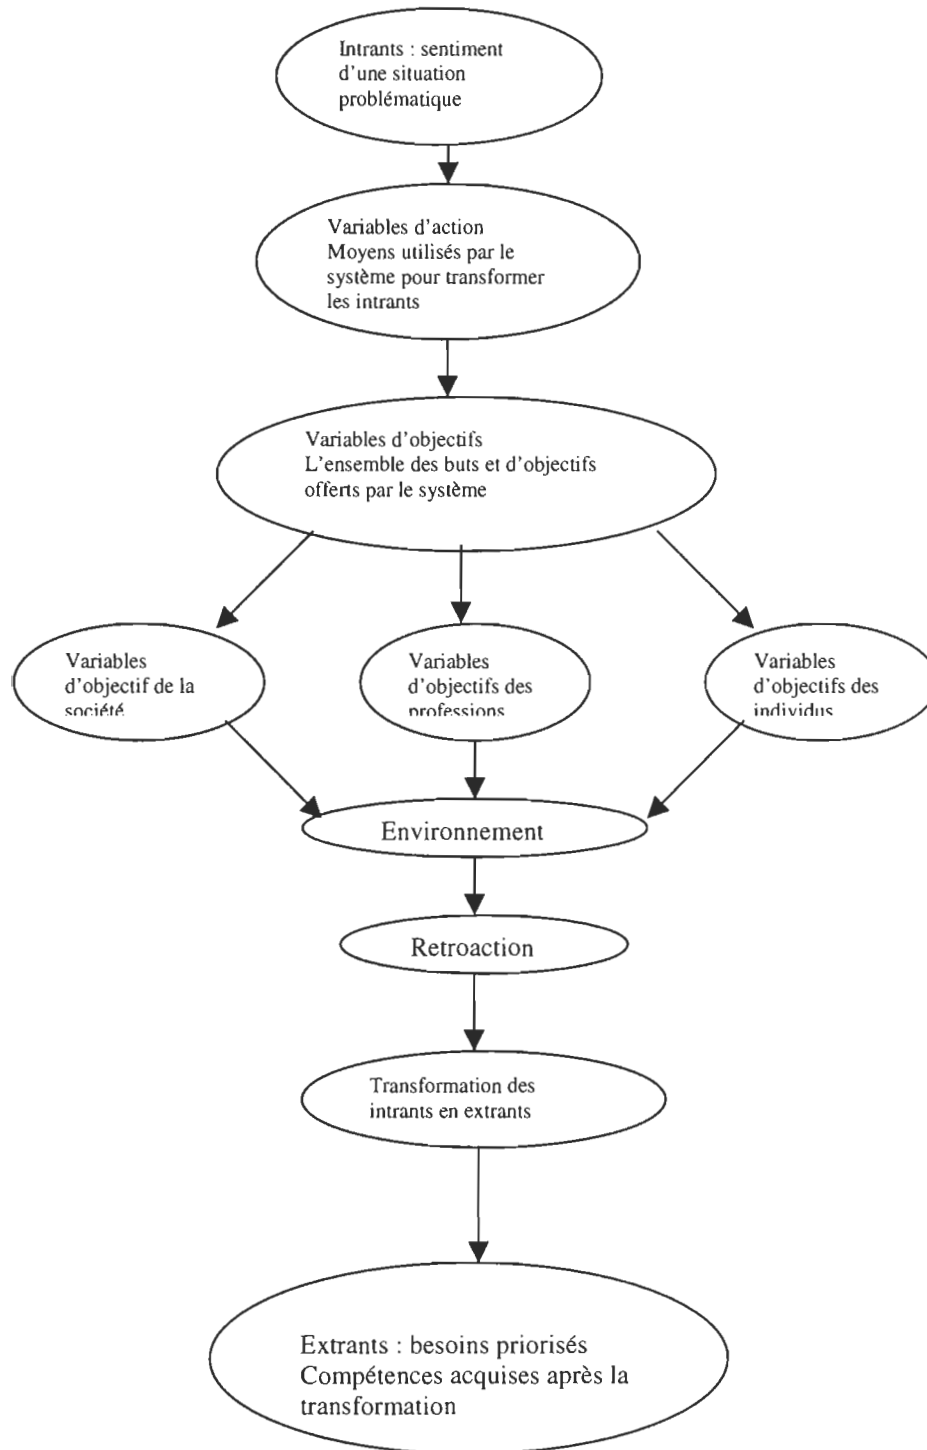 Intrants : sentiment
d'une situation
problématique
Variables d'action
Moyens utilisés par le
système pour transformer
les intrants
Variables d'objectifs
L'ensemble des buts et d'objectifs
offerts par le système
Variables
d'objectif de la
société
Variables
d'objectifs des
professions
Variables
d'objectifs des
individus
Environnement
Retroaction
Transformation des
intrants en extrants
Extrants : besoins priorisés
Compétences acquises après la
transformation